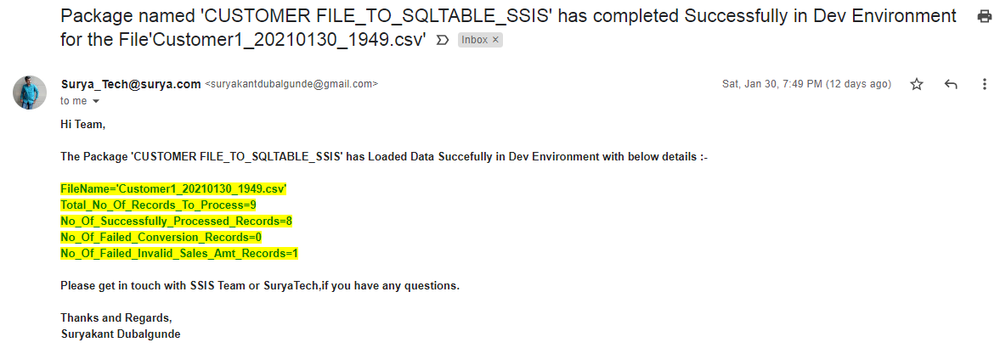 Package named 'CUSTOMER FILE_TO_SQLTABLE_SSIS' has completed Successfully in Dev Environment
for the File'Customer1_20210130_1949.csv' Inbox ×
Surya_Tech@surya.com <suryakantdubalgunde@gmail.com> Sat, Jan 30, 7:49 PM (12 days ago)
to me
Hi Team,
The Package 'CUSTOMER FILE_TO_SQLTABLE_SSIS' has Loaded Data Succefully in Dev Environment with below details :-
FileName='Customer1_20210130_1949.csv'
Total_No_Of_Records_To_Process=9
No_Of_Successfully_Processed_Records=8
No_Of_Failed_Conversion_Records=0
No_Of_Failed_Invalid_Sales_Amt_Records=1
Please get in touch with SSIS Team or SuryaTech,if you have any questions.
Thanks and Regards,
Suryakant Dubalgunde